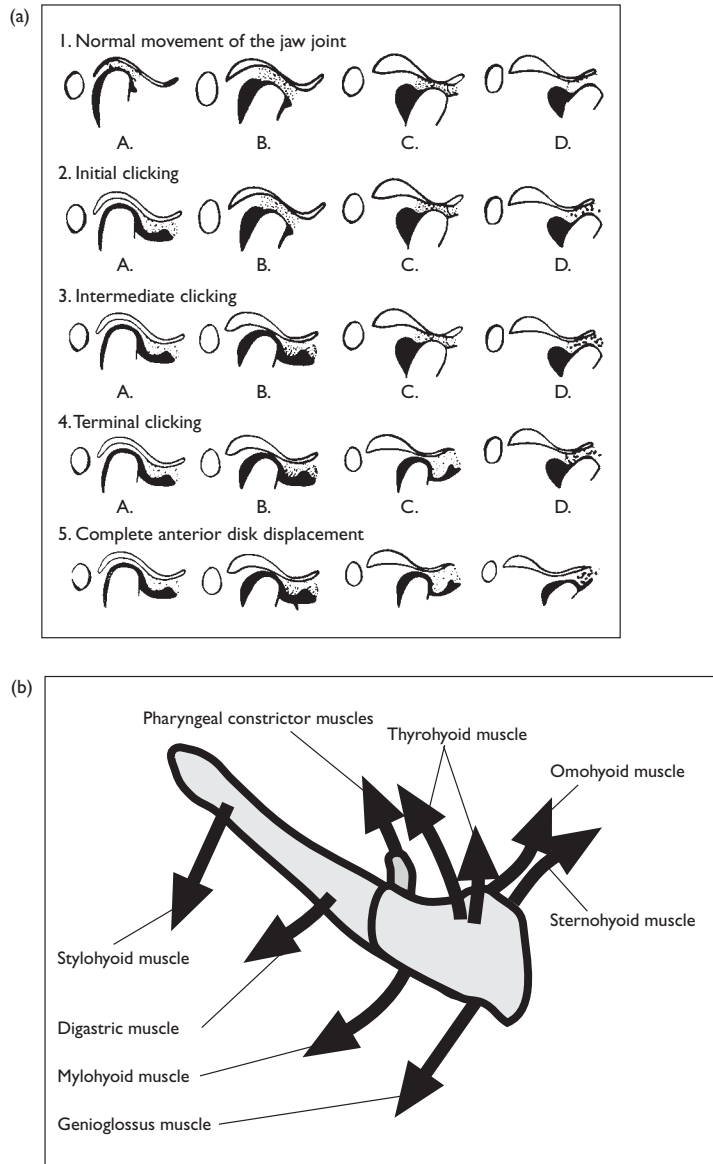 (a)
1. Normal movement of the jaw joint
A. B. C. D.
2. Initial clicking
A. B. C. D.
3. Intermediate clicking
A. B. C. D.
4. Terminal clicking
A. B. C. D.
5. Complete anterior disk displacement
(b)
Pharyngeal constrictor muscles
Thyrohyoid muscle
Omohyoid muscle
Sternohyoid muscle
Stylohyoid muscle
Digastric muscle
Mylohyoid muscle
Genioglossus muscle